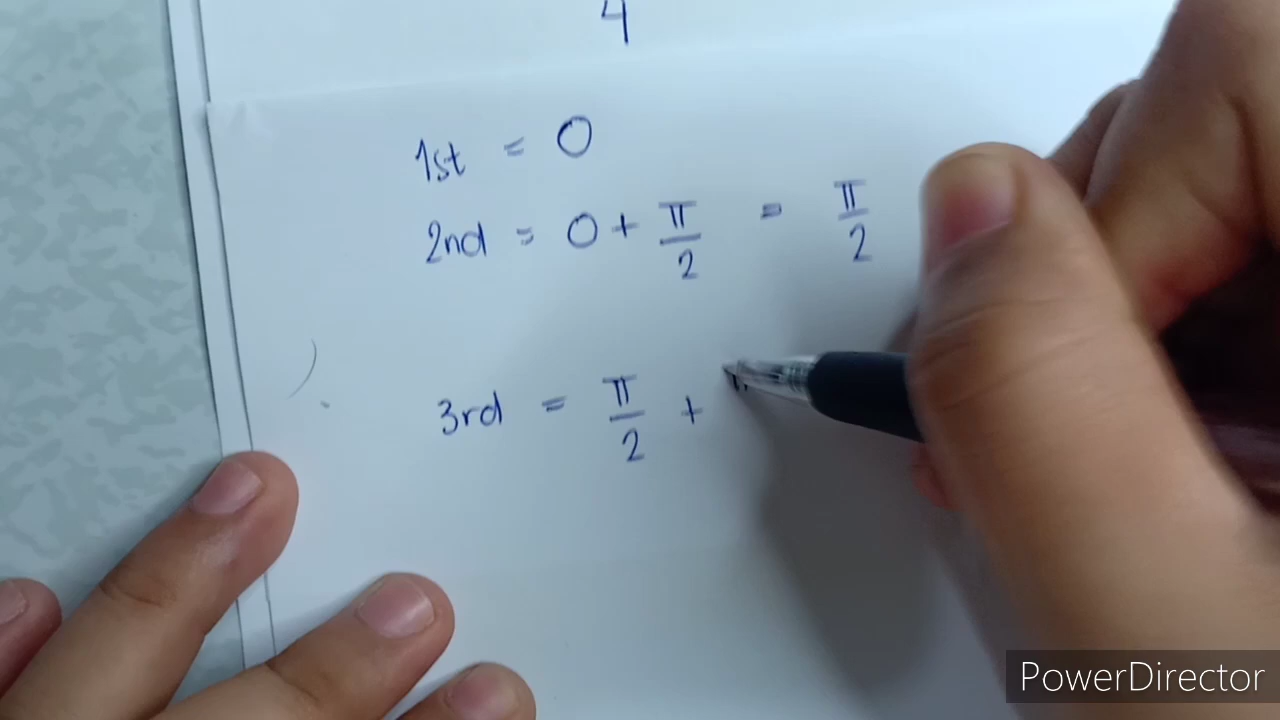 4
1st = 0
2nd = 0 + π/2 = π/2
3rd = π/2 +
PowerDirector